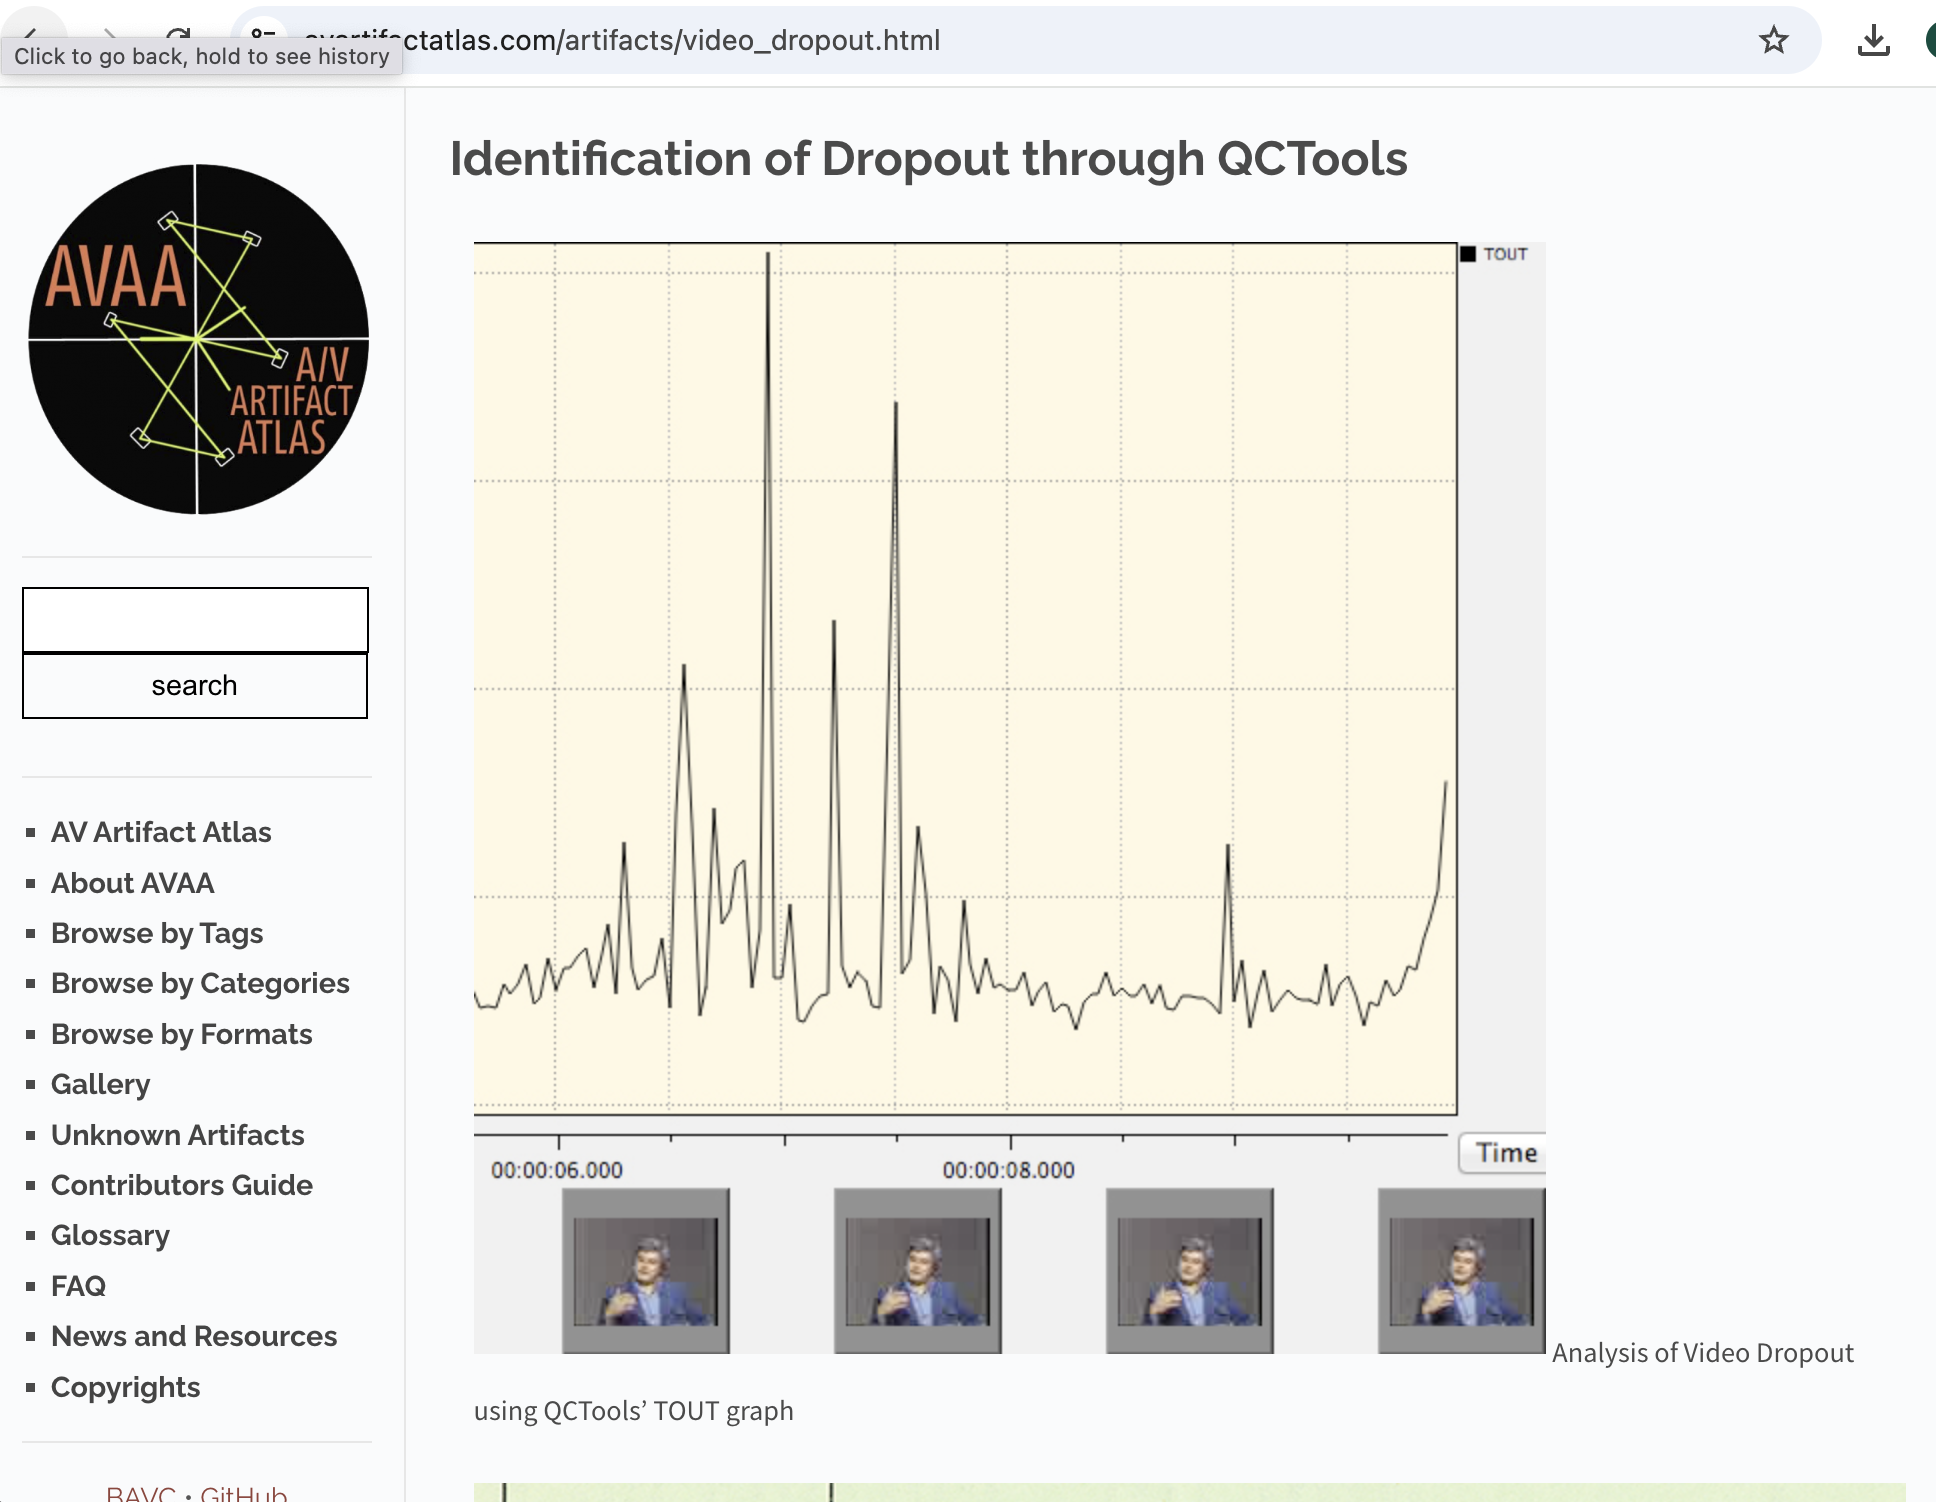 Click to go back, hold to see history
avartifactatlas.com/artifacts/video_dropout.html
AVAA
A/V
ARTIFACT
ATLAS
search
AV Artifact Atlas
About AVAA
Browse by Tags
Browse by Categories
Browse by Formats
Gallery
Unknown Artifacts
Contributors Guide
Glossary
FAQ
News and Resources
Copyrights
BAVC • GitHub
Identification of Dropout through QCTools
TOUT
Time
00:00:06.000 00:00:08.000
Analysis of Video Dropout
using QCTools’ TOUT graph